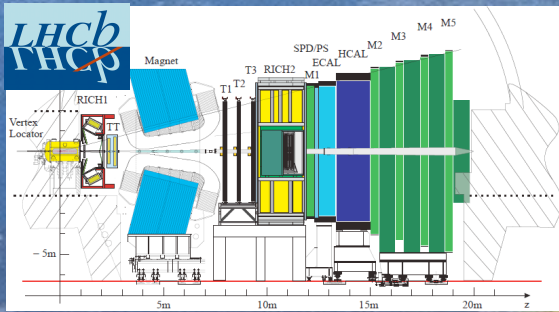 LHCb
LHCp
SPD/PS
ECAL
HCAL
M2
M3
M4
M5
Magnet
T3
RICH2
M1
T2
T1
RICH1
Vertex
Locator
TT
– 5m
5m
10m
15m
20m
z